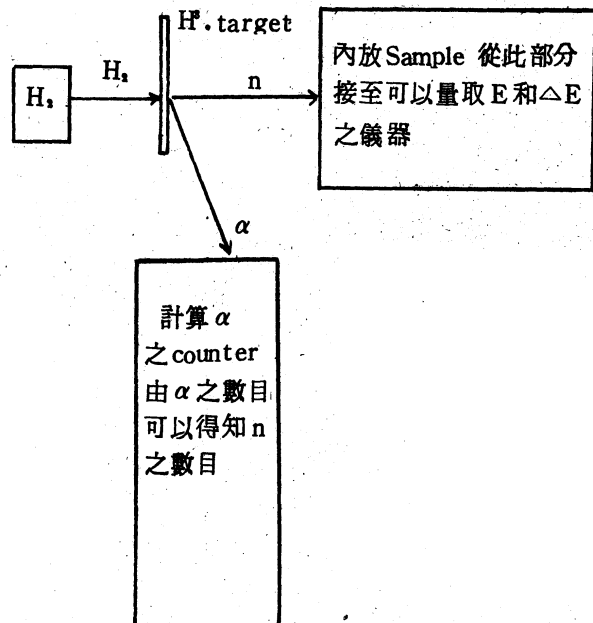 H³. target
H₂
H₂
n
內放Sample 從此部分
接至可以量取E和△E
之儀器
α
計算α
之counter
由α之數目
可以得知n
之數目